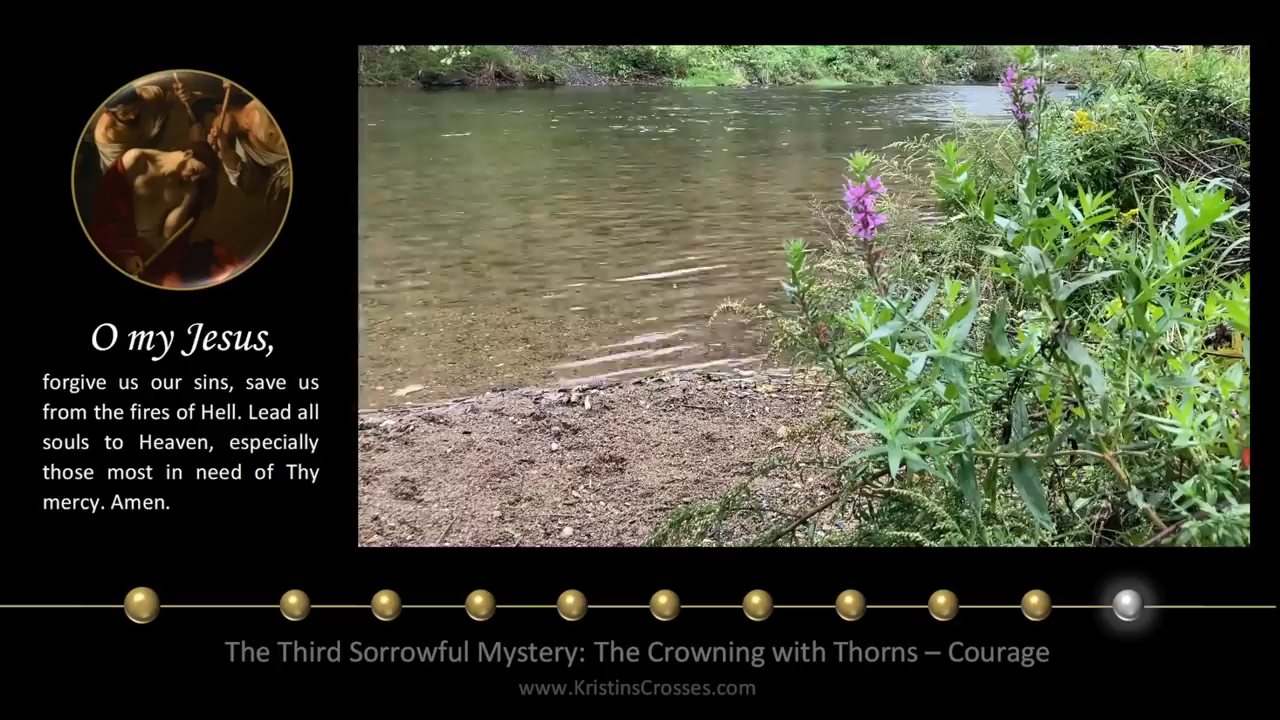 O my Jesus,
forgive us our sins, save us
from the fires of Hell. Lead all
souls to Heaven, especially
those most in need of Thy
mercy. Amen.
The Third Sorrowful Mystery: The Crowning with Thorns – Courage
www.KristinsCrosses.com